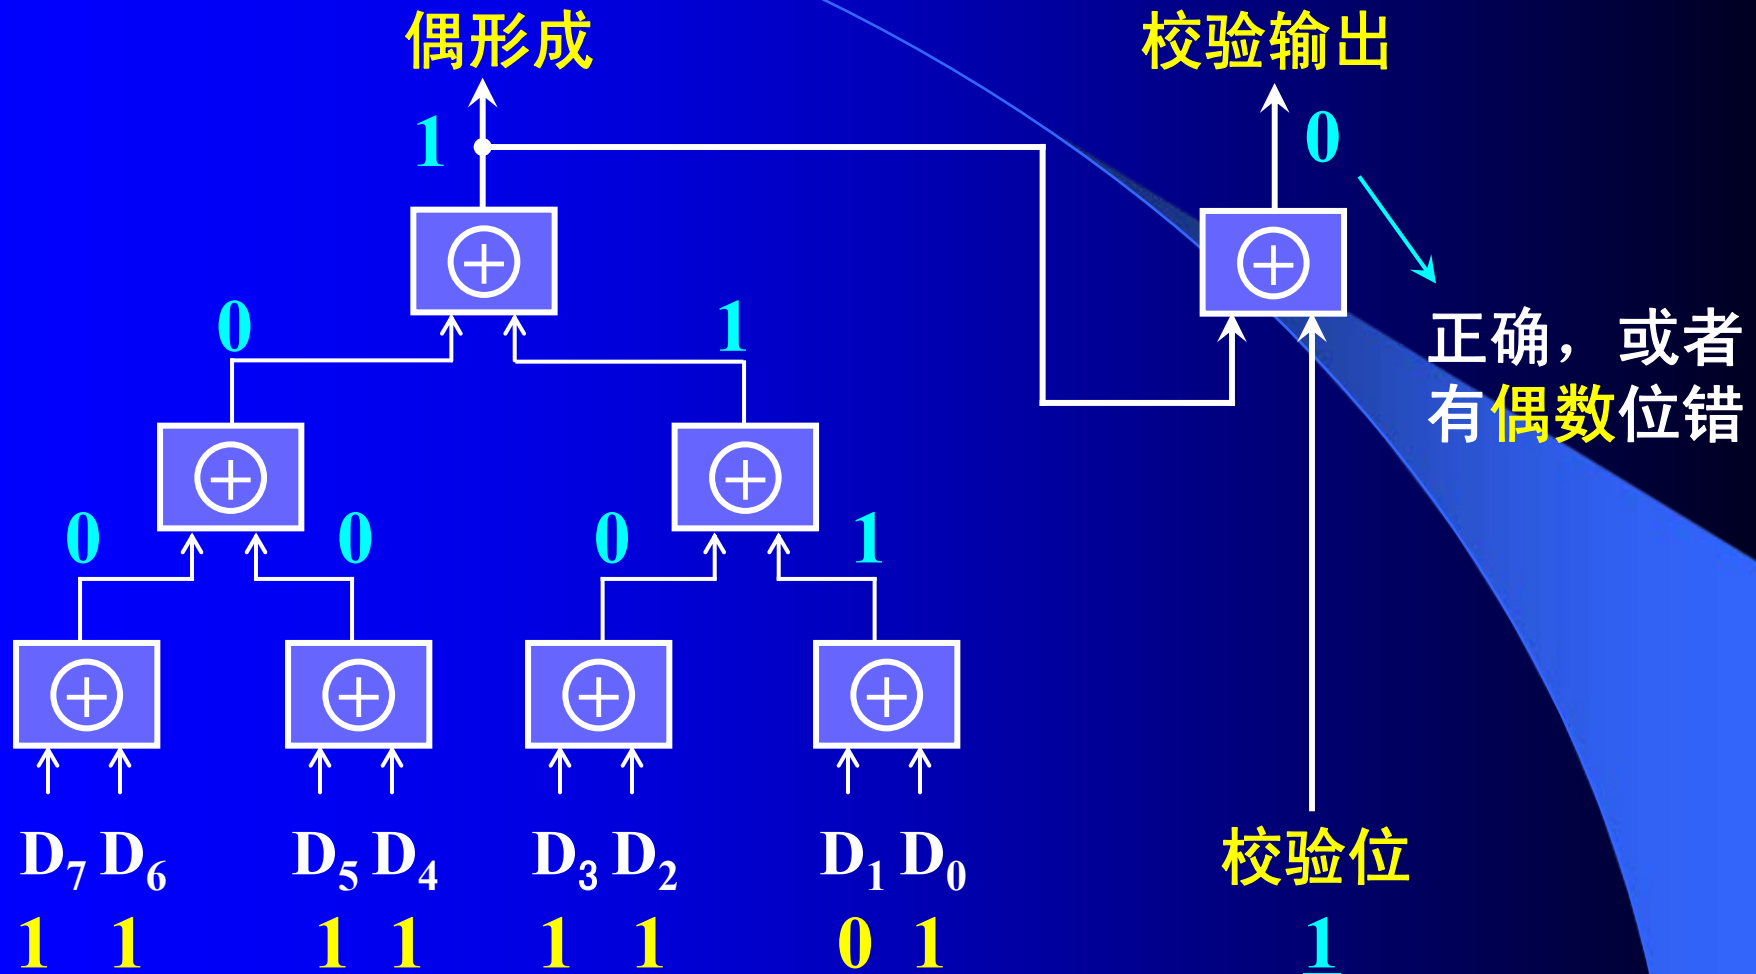 偶形成 校验输出
1 0
0 1
正确，或者
有偶数位错
0 0 0 1
D₇ D₆ D₅ D₄ D₃ D₂ D₁ D₀ 校验位
1 1 1 1 1 1 0 1 1